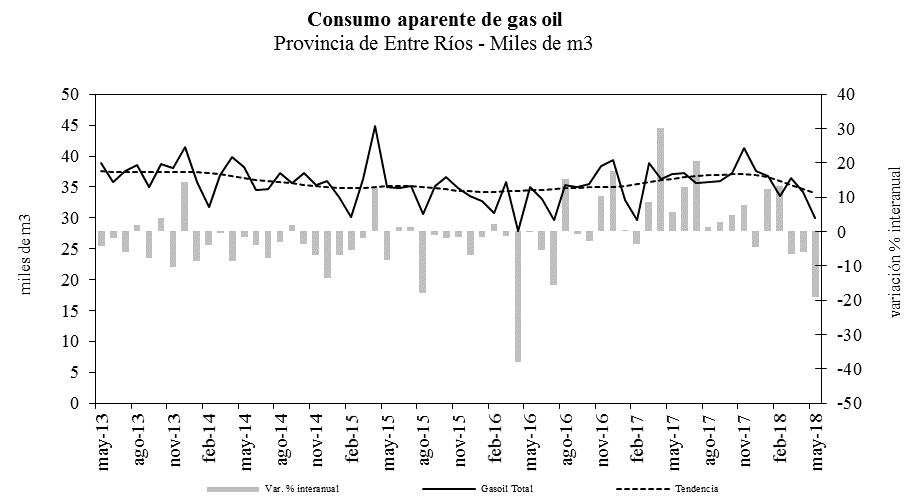 Consumo aparente de gas oil
Provincia de Entre Ríos - Miles de m3
50
45
40
35
30
25
20
15
10
5
0
miles de m3
40
30
20
10
0
-10
-20
-30
-40
-50
variación % interanual
may-13
ago-13
nov-13
feb-14
may-14
ago-14
nov-14
feb-15
may-15
ago-15
nov-15
feb-16
may-16
ago-16
nov-16
feb-17
may-17
ago-17
nov-17
feb-18
may-18
Var. % interanual
Gasoil Total
Tendencia